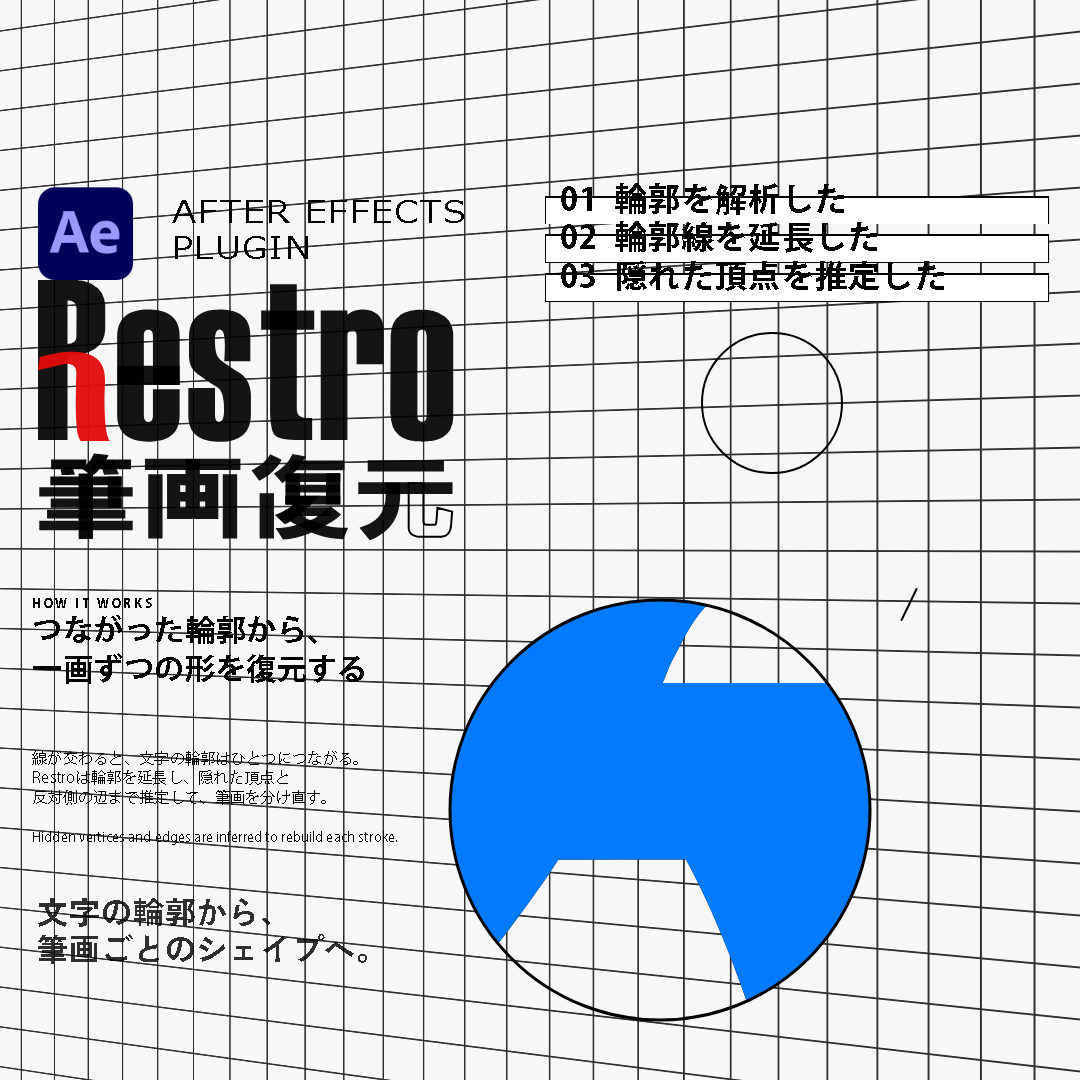 Ae
AFTER EFFECTS
PLUGIN
Restro
筆画復元
01 輪郭を解析した
02 輪郭線を延長した
03 隠れた頂点を推定した
HOW IT WORKS
つながった輪郭から、
一画ずつの形を復元する
線が交わると、文字の輪郭はひとつにつながる。
Restroは輪郭を延長し、隠れた頂点と
反対側の辺まで推定して、筆画を分け直す。
Hidden vertices and edges are inferred to rebuild each stroke.
文字の輪郭から、
筆画ごとのシェイプへ。